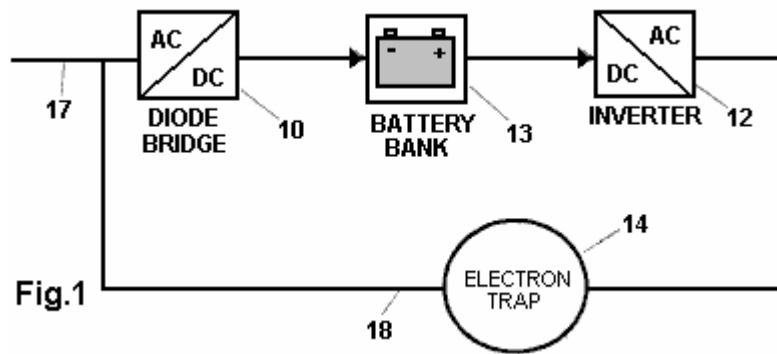 AC
DC
DIODE
BRIDGE
10
17
- +
BATTERY
BANK
13
AC
DC
INVERTER
12
14
ELECTRON
TRAP
18
Fig.1